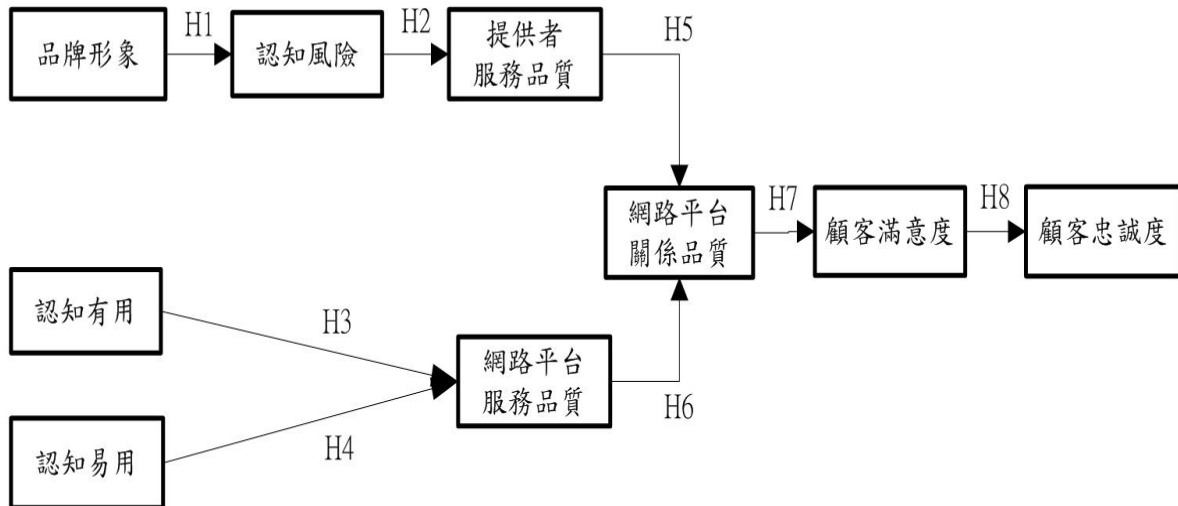 品牌形象
H1
認知風險
H2
提供者
服務品質
H5
網路平台
關係品質
H7
顧客滿意度
H8
顧客忠誠度
認知有用
H3
網路平台
服務品質
H6
認知易用
H4